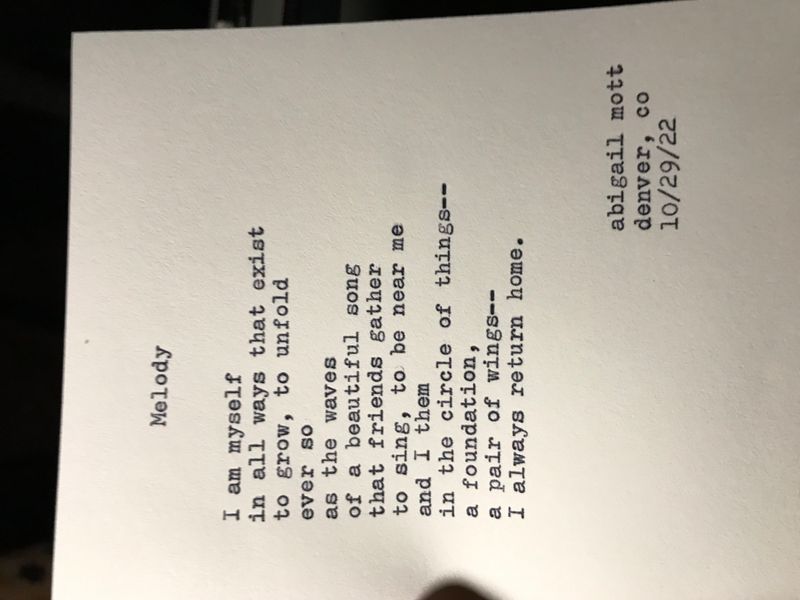 Melody
I am myself
in all ways that exist
to grow, to unfold
ever so
as the waves
of a beautiful song
that friends gather
to sing, to be near me
and I them
in the circle of things--
a foundation,
a pair of wings--
I always return home.
abigail mott
denver, co
10/29/22